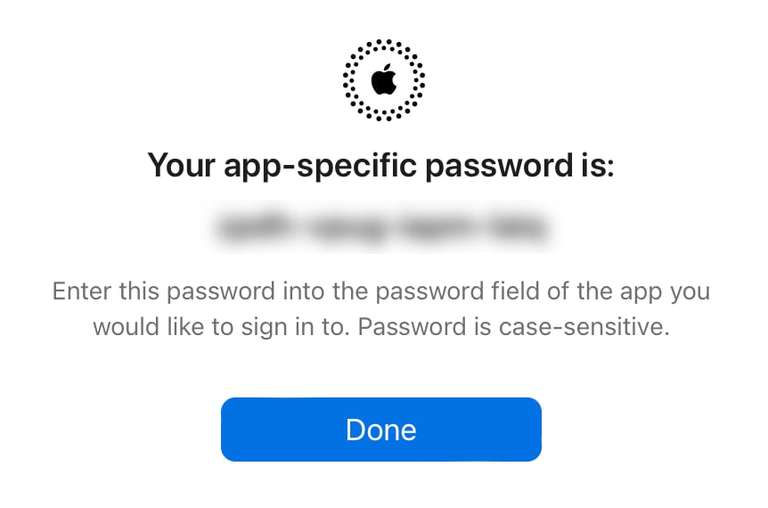 Your app-specific password is:
Enter this password into the password field of the app you
would like to sign in to. Password is case-sensitive.
Done